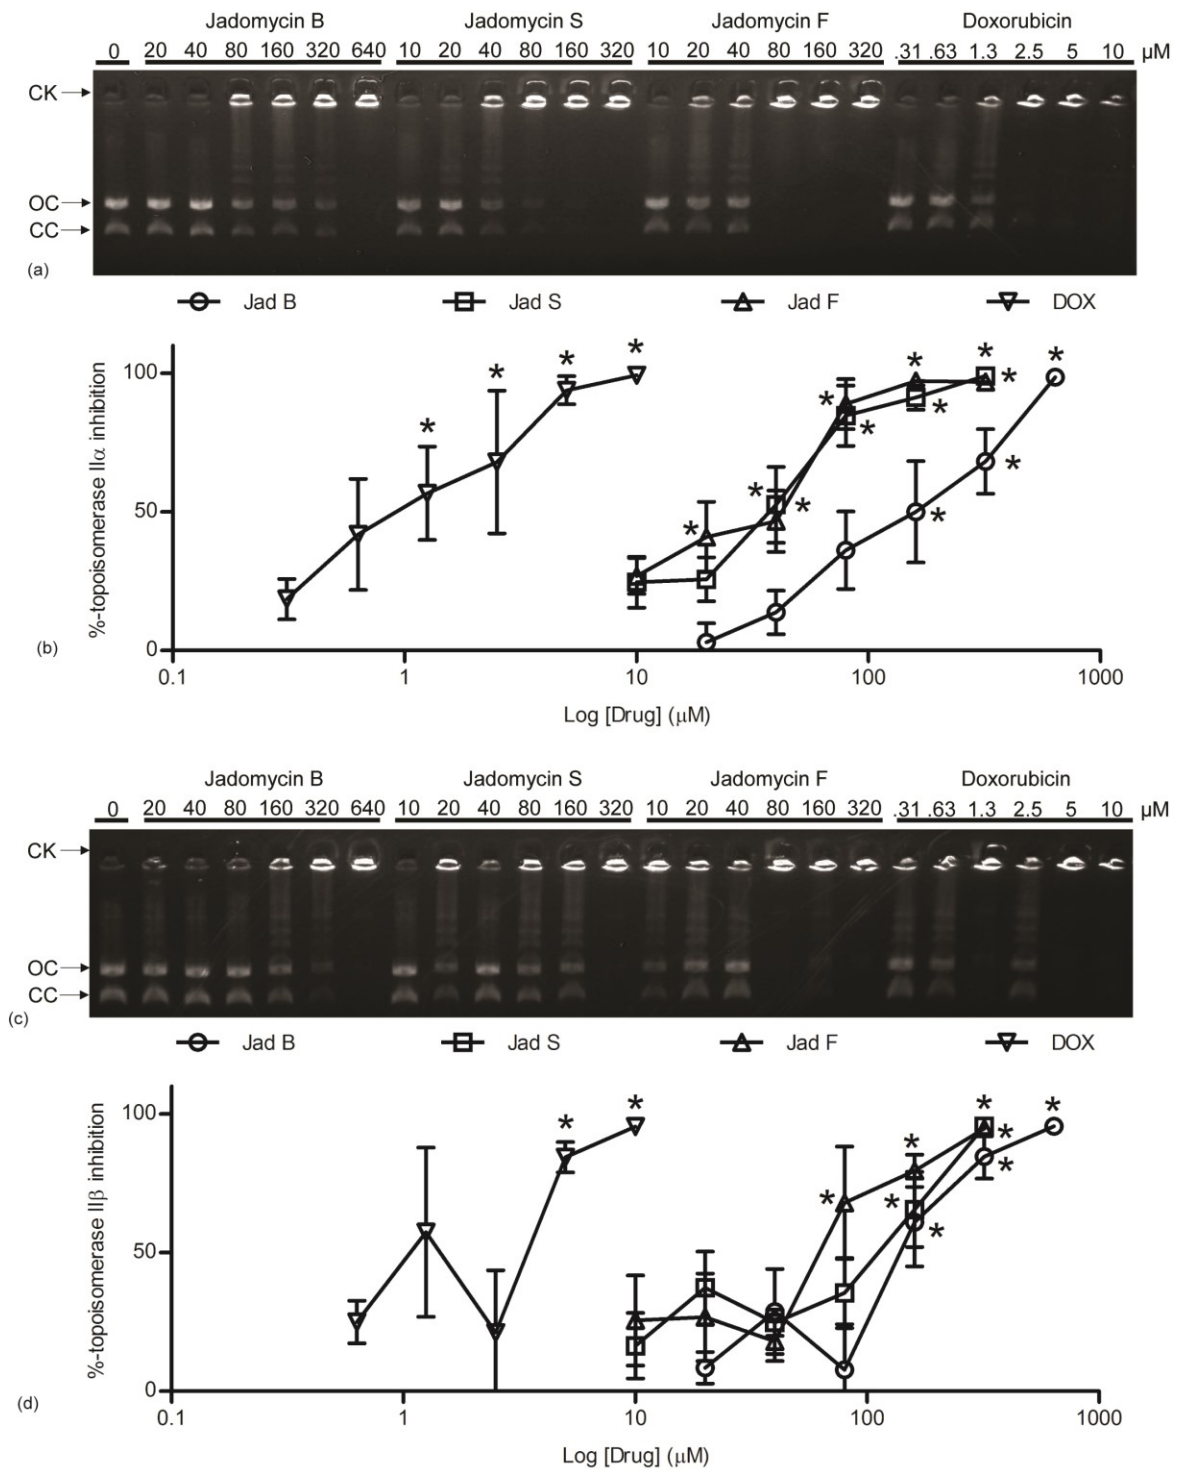 Jadomycin B Jadomycin S Jadomycin F Doxorubicin
0 20 40 80 160 320 640 10 20 40 80 160 320 10 20 40 80 160 320 .31 .63 1.3 2.5 5 10 µM
CK
OC
CC
(a)
Jad B Jad S Jad F DOX
%-topoisomerase IIα inhibition
100
50
0
* * * * * * * * * * * * * * * * *
(b)
0.1 1 10 100 1000
Log [Drug] (µM)
Jadomycin B Jadomycin S Jadomycin F Doxorubicin
0 20 40 80 160 320 640 10 20 40 80 160 320 10 20 40 80 160 320 .31 .63 1.3 2.5 5 10 µM
CK
OC
CC
(c)
Jad B Jad S Jad F DOX
%-topoisomerase IIβ inhibition
100
50
0
* * * * * * * * * *
(d)
0.1 1 10 100 1000
Log [Drug] (µM)